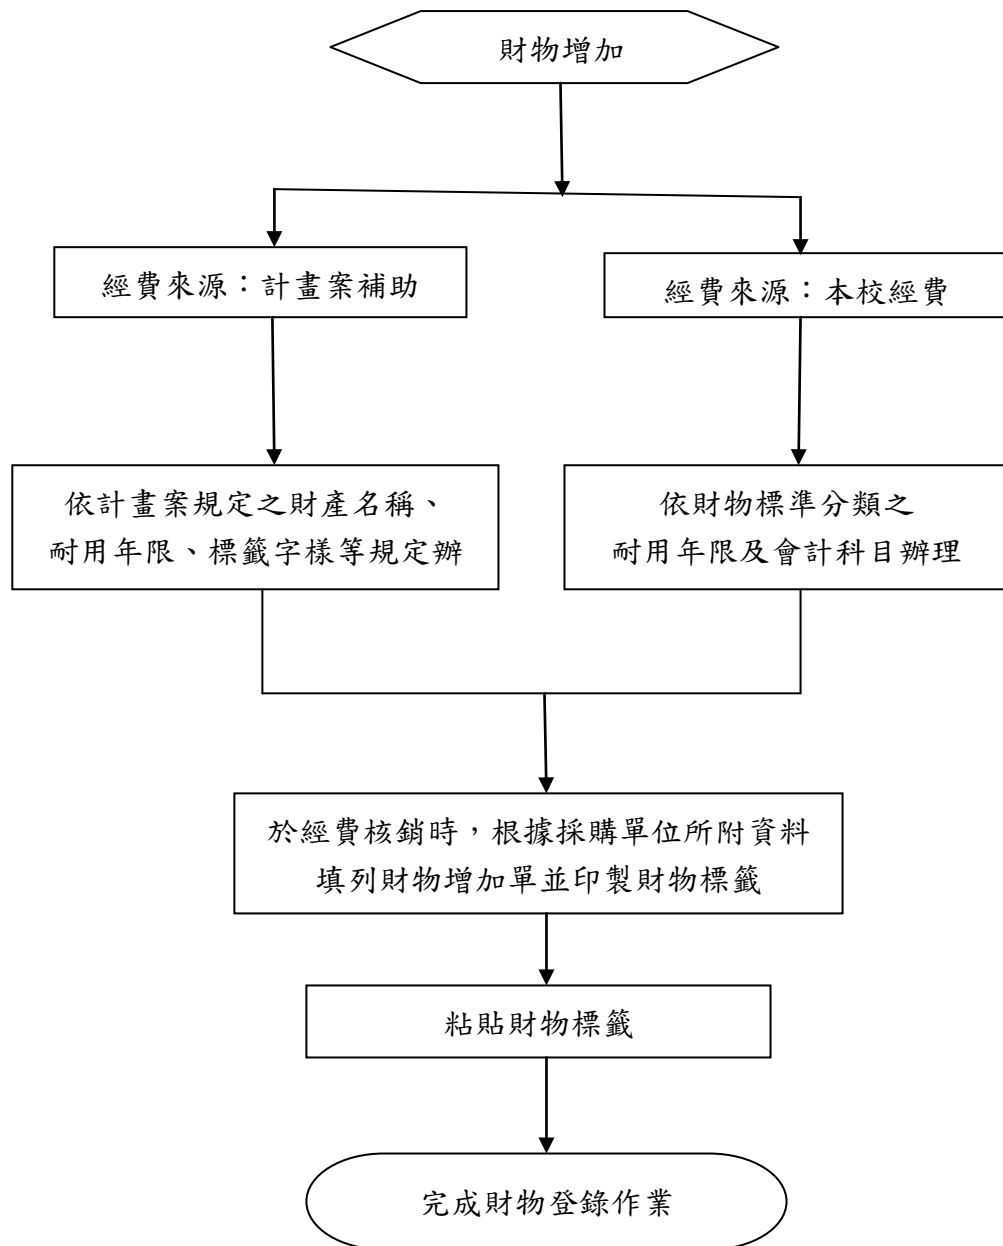 財物增加
經費來源：計畫案補助
經費來源：本校經費
依計畫案規定之財產名稱、
耐用年限、標籤字樣等規定辦
依財物標準分類之
耐用年限及會計科目辦理
於經費核銷時，根據採購單位所附資料
填列財物增加單並印製財物標籤
粘貼財物標籤
完成財物登錄作業